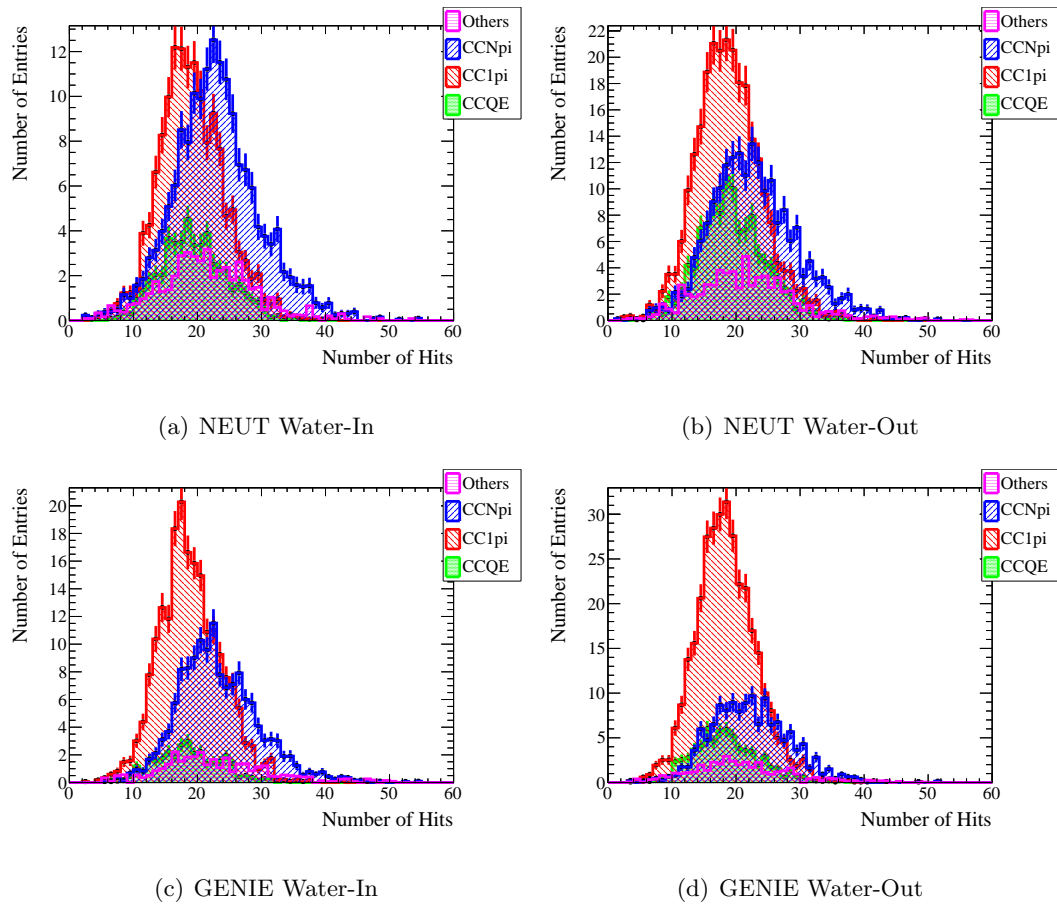 Number of Entries
12
10
8
6
4
2
0
0 10 20 30 40 50 60
Number of Hits
Others
CCNpi
CC1pi
CCQE
(a) NEUT Water-In
Number of Entries
22
20
18
16
14
12
10
8
6
4
2
0
0 10 20 30 40 50 60
Number of Hits
Others
CCNpi
CC1pi
CCQE
(b) NEUT Water-Out
Number of Entries
20
18
16
14
12
10
8
6
4
2
0
0 10 20 30 40 50 60
Number of Hits
Others
CCNpi
CC1pi
CCQE
(c) GENIE Water-In
Number of Entries
30
25
20
15
10
5
0
0 10 20 30 40 50 60
Number of Hits
Others
CCNpi
CC1pi
CCQE
(d) GENIE Water-Out